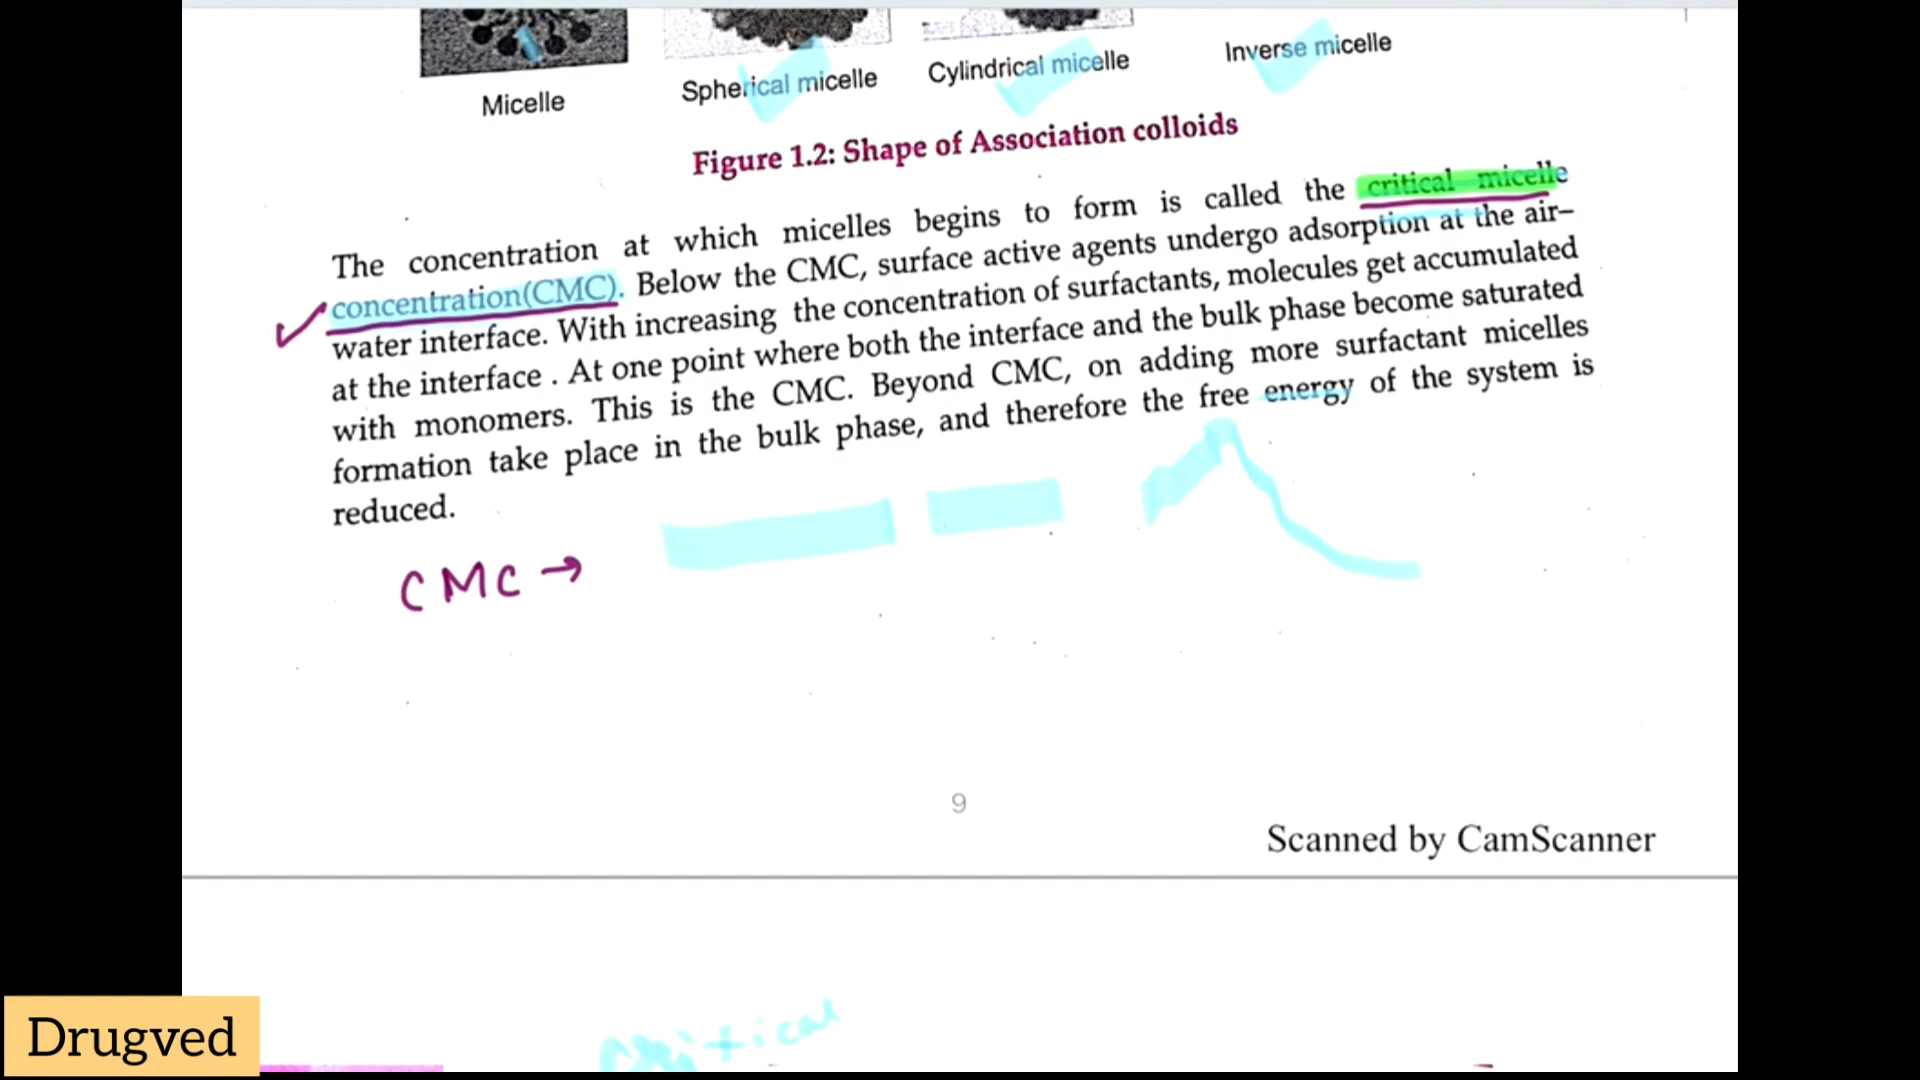 Micelle
Spherical micelle
Cylindrical micelle
Inverse micelle
Figure 1.2: Shape of Association colloids
The concentration at which micelles begins to form is called the critical micelle
concentration(CMC). Below the CMC, surface active agents undergo adsorption at the air–
water interface. With increasing the concentration of surfactants, molecules get accumulated
at the interface . At one point where both the interface and the bulk phase become saturated
with monomers. This is the CMC. Beyond CMC, on adding more surfactant micelles
formation take place in the bulk phase, and therefore the free energy of the system is
reduced.
CMC →
9
Scanned by CamScanner
Critical
Drugved